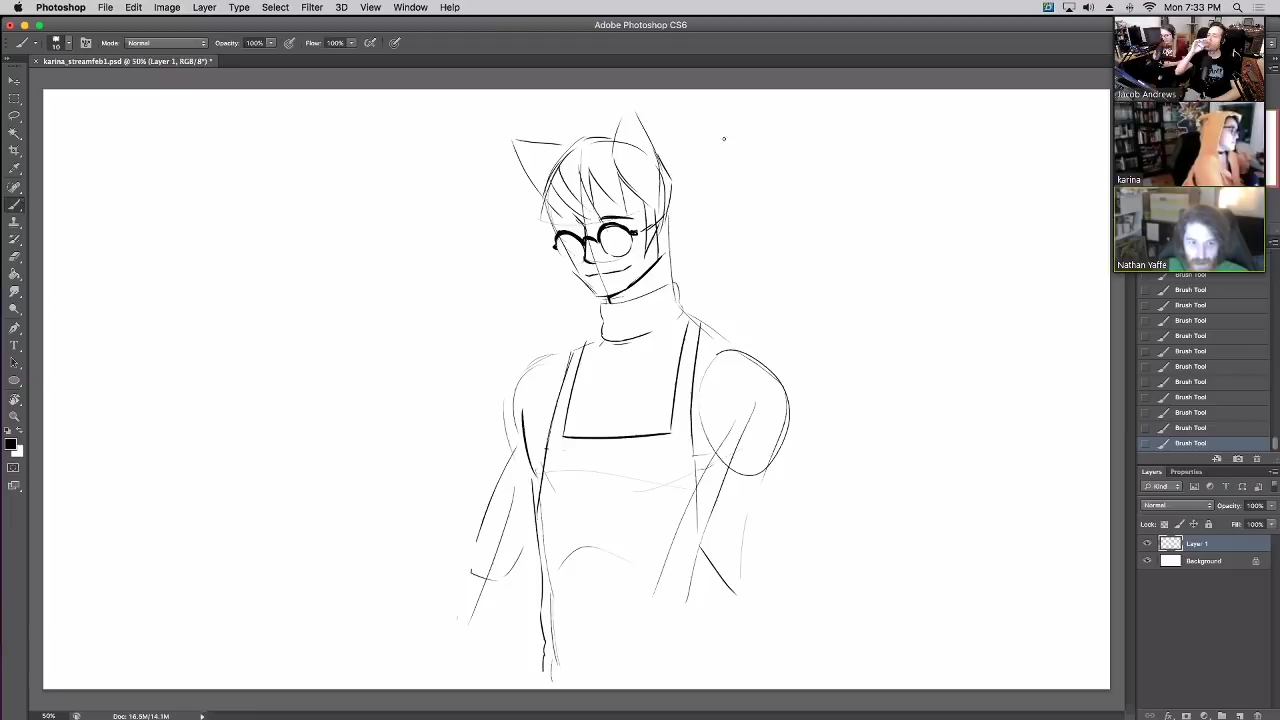 Photoshop File Edit Image Layer Type Select Filter 3D View Window Help Mon 7:33 PM
Adobe Photoshop CS6
10 Mode: Normal Opacity: 100% Flow: 100%
karina_streamfeb1.psd @ 50% (Layer 1, RGB/8*) *
Jacob Andrews
karina
Nathan Yaffe
Brush Tool
Brush Tool
Brush Tool
Brush Tool
Brush Tool
Brush Tool
Brush Tool
Brush Tool
Brush Tool
Brush Tool
Brush Tool
Brush Tool
Layers Properties
Kind
Normal Opacity: 100%
Lock: Fill: 100%
Layer 1
Background
50% Doc: 16.5M/14.1M